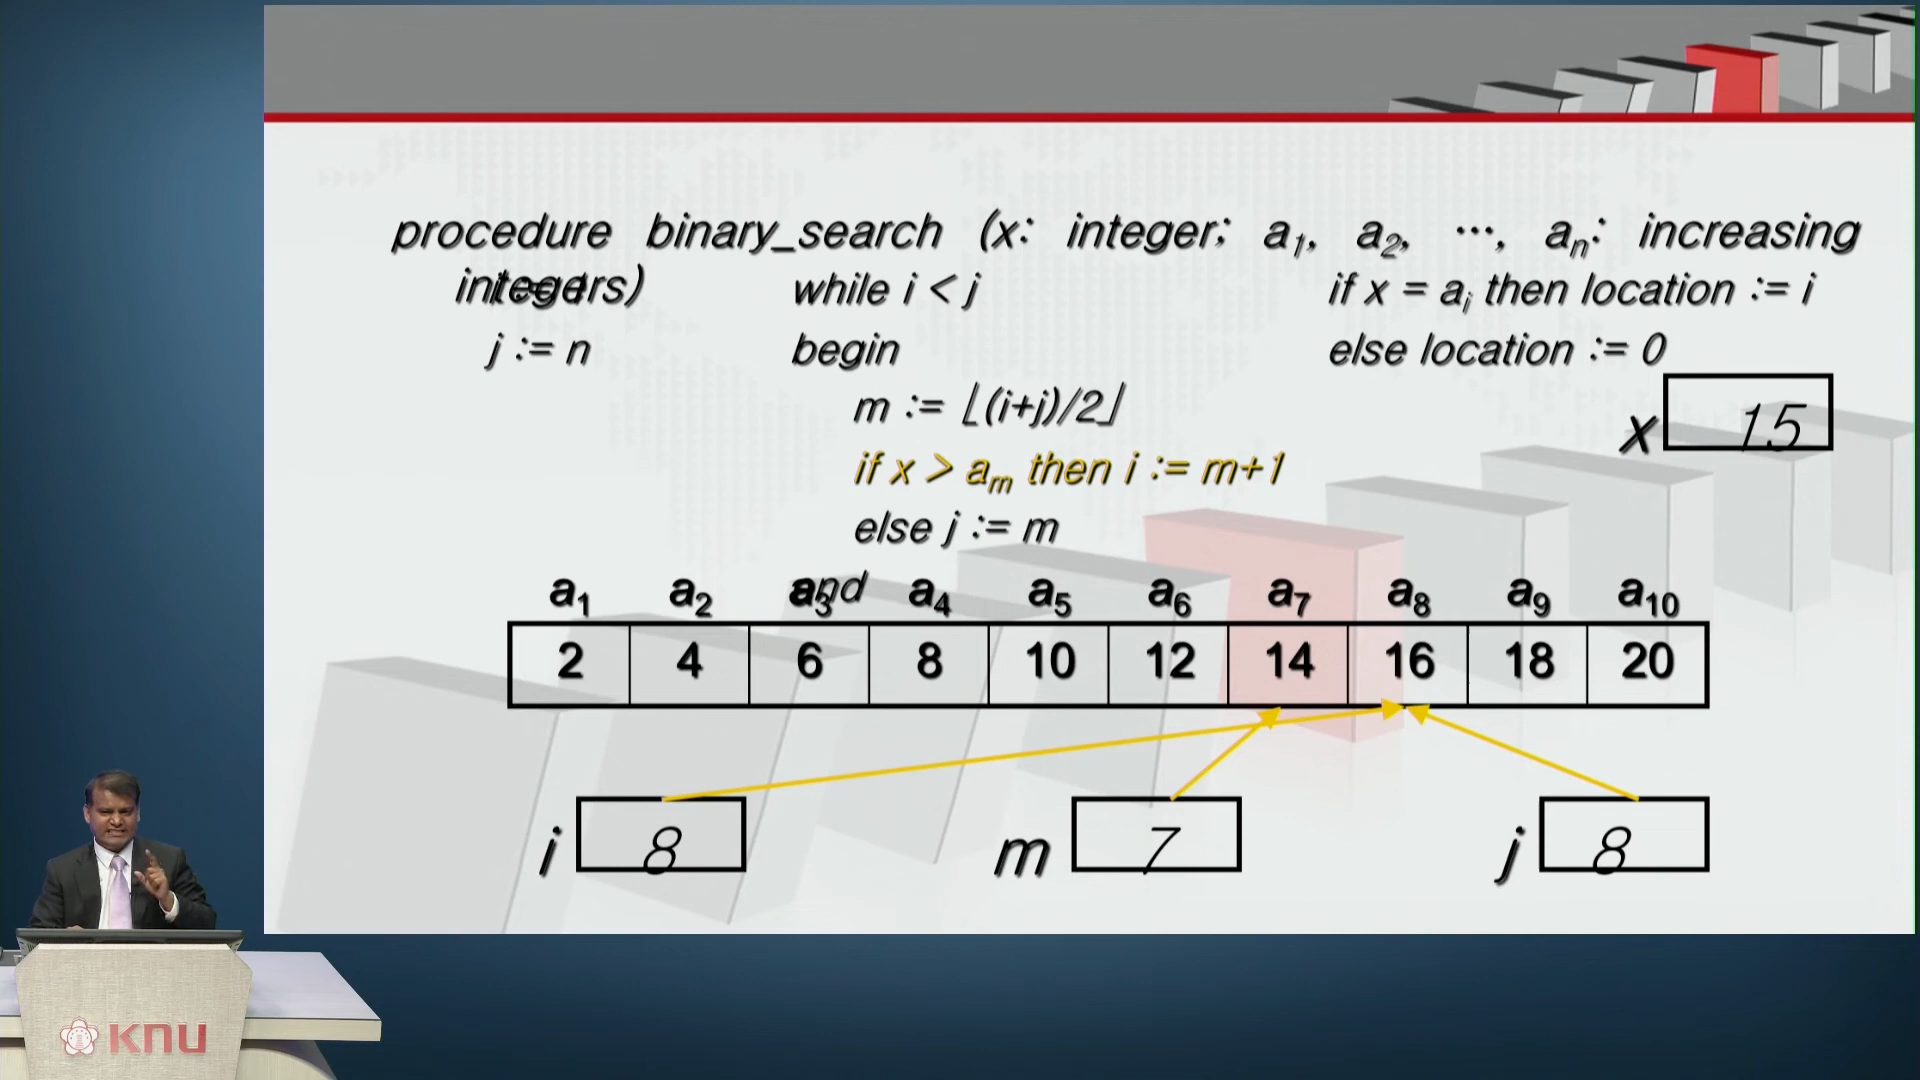 procedure binary_search (x: integer; a1, a2, …, an: increasing
integers)
while i < j
if x = ai then location := i
j := n
begin
else location := 0
m := ⌊(i+j)/2⌋
x 15
if x > am then i := m+1
else j := m
end
a1 a2 a3 a4 a5 a6 a7 a8 a9 a10
2 4 6 8 10 12 14 16 18 20
i 8 m 7 j 8
KNU